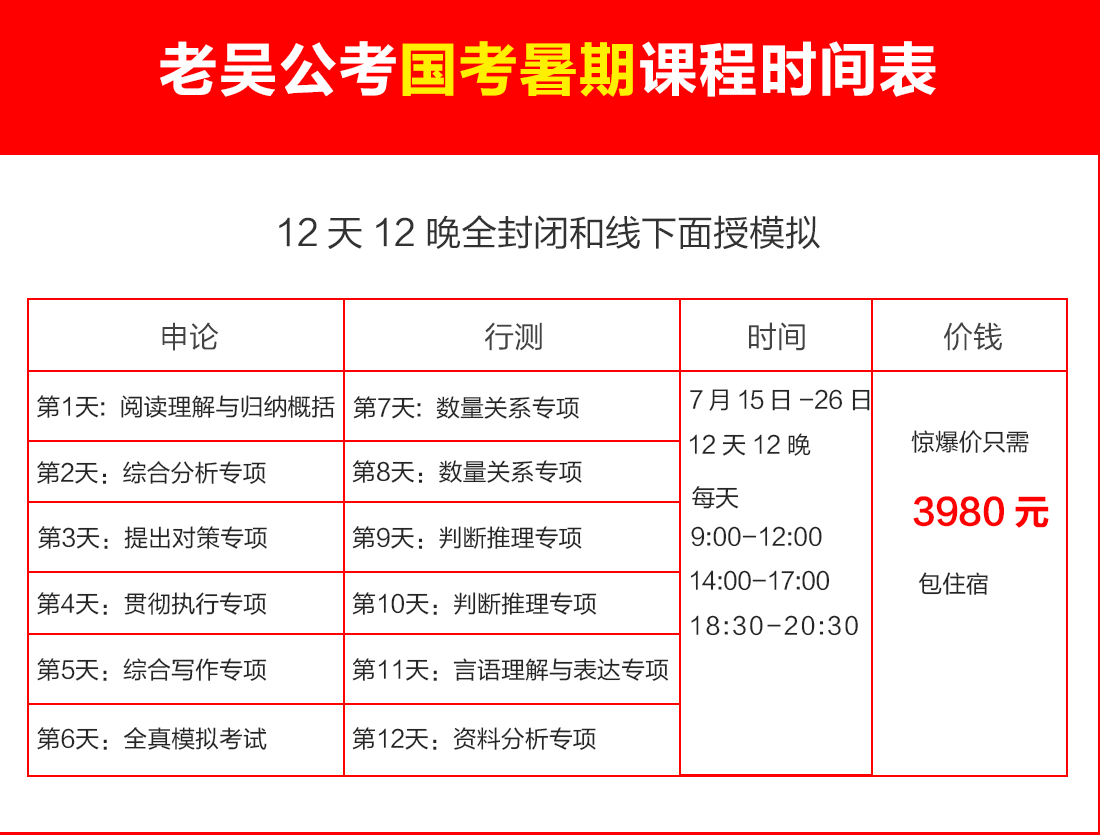 老吴公考国考暑期课程时间表
12 天 12 晚全封闭和线下面授模拟
申论
行测
时间
价钱
第1天：阅读理解与归纳概括
第7天：数量关系专项
第2天：综合分析专项
第8天：数量关系专项
第3天：提出对策专项
第9天：判断推理专项
第4天：贯彻执行专项
第10天：判断推理专项
第5天：综合写作专项
第11天：言语理解与表达专项
第6天：全真模拟考试
第12天：资料分析专项
7 月 15 日 –26 日
12 天 12 晚
每天
9:00–12:00
14:00–17:00
18:30–20:30
惊爆价只需
3980 元
包住宿